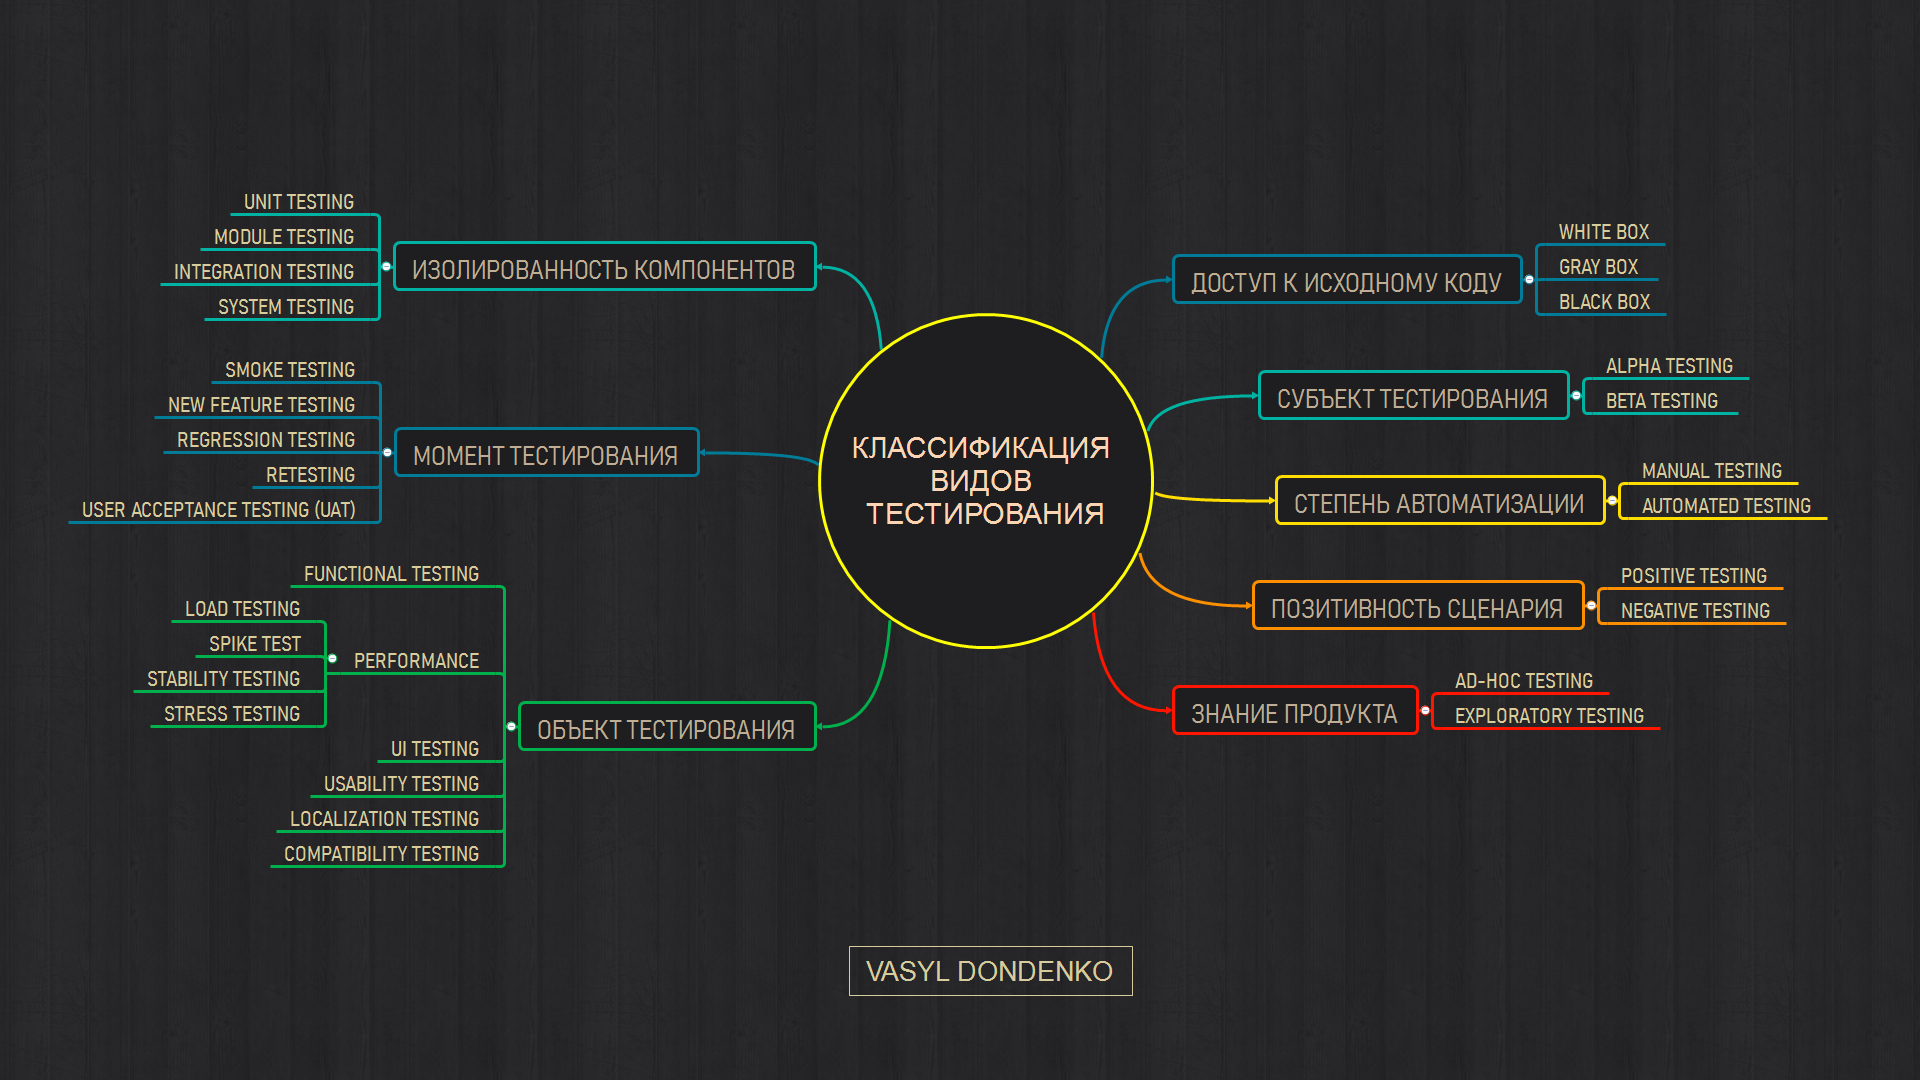 КЛАССИФИКАЦИЯ
ВИДОВ
ТЕСТИРОВАНИЯ
ИЗОЛИРОВАННОСТЬ КОМПОНЕНТОВ
UNIT TESTING
MODULE TESTING
INTEGRATION TESTING
SYSTEM TESTING
МОМЕНТ ТЕСТИРОВАНИЯ
SMOKE TESTING
NEW FEATURE TESTING
REGRESSION TESTING
RETESTING
USER ACCEPTANCE TESTING (UAT)
ОБЪЕКТ ТЕСТИРОВАНИЯ
FUNCTIONAL TESTING
PERFORMANCE
LOAD TESTING
SPIKE TEST
STABILITY TESTING
STRESS TESTING
UI TESTING
USABILITY TESTING
LOCALIZATION TESTING
COMPATIBILITY TESTING
ДОСТУП К ИСХОДНОМУ КОДУ
WHITE BOX
GRAY BOX
BLACK BOX
СУБЪЕКТ ТЕСТИРОВАНИЯ
ALPHA TESTING
BETA TESTING
СТЕПЕНЬ АВТОМАТИЗАЦИИ
MANUAL TESTING
AUTOMATED TESTING
ПОЗИТИВНОСТЬ СЦЕНАРИЯ
POSITIVE TESTING
NEGATIVE TESTING
ЗНАНИЕ ПРОДУКТА
AD-HOC TESTING
EXPLORATORY TESTING
VASYL DONDENKO